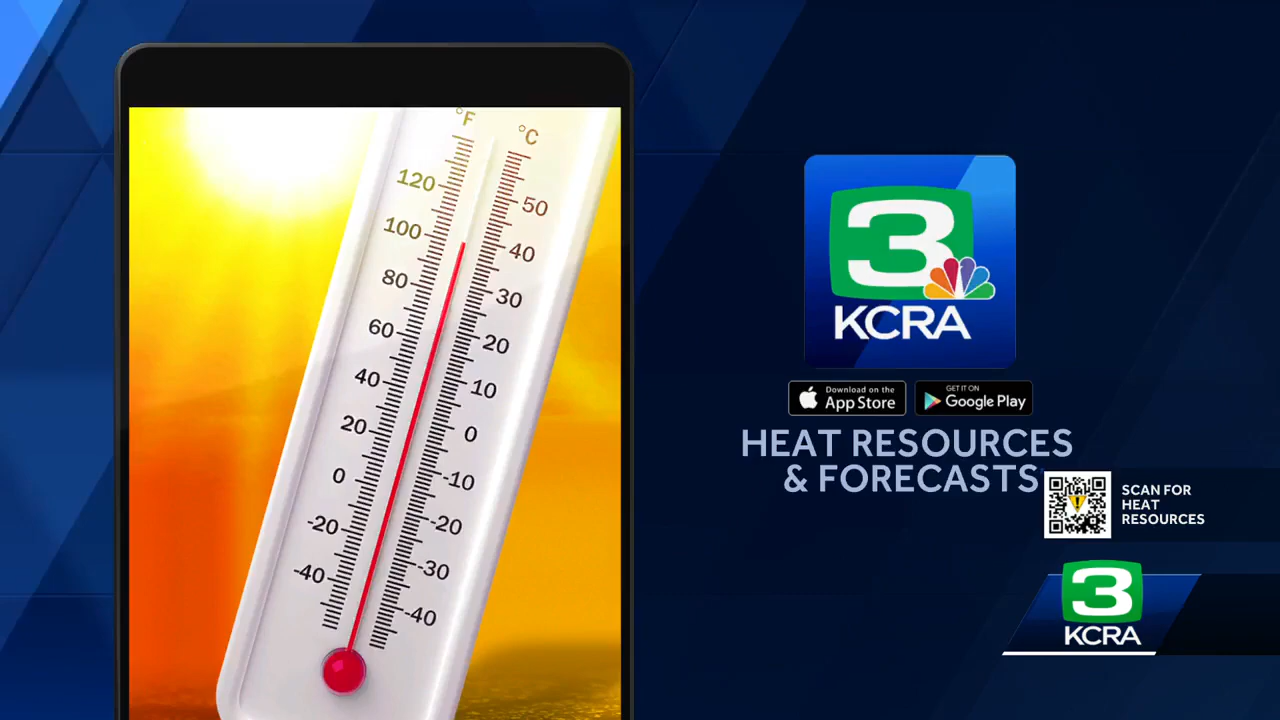 °F
°C
120
100
80
60
40
20
0
-20
-40
50
40
30
20
10
0
-10
-20
-30
-40
3
KCRA
Download on the
App Store
GET IT ON
Google Play
HEAT RESOURCES
& FORECASTS
SCAN FOR
HEAT
RESOURCES
3
KCRA